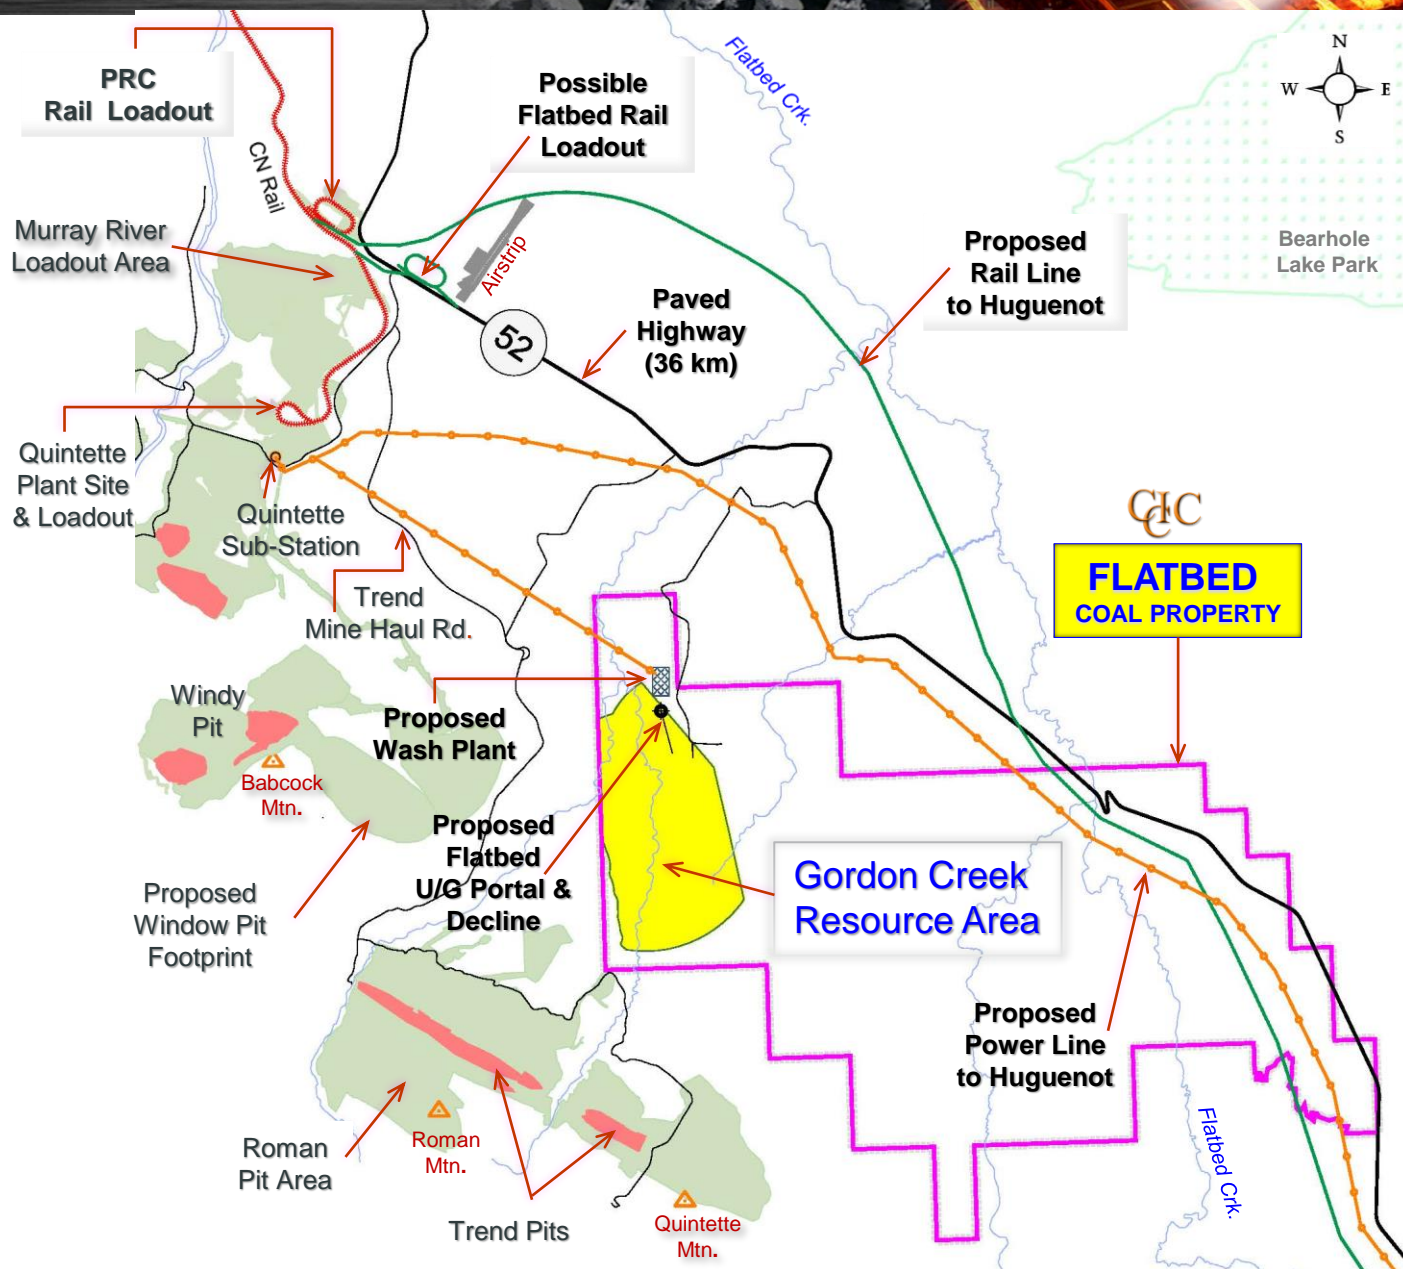 N
W
E
S
PRC
Rail Loadout
Possible
Flatbed Rail
Loadout
Flatbed Crk.
CN Rail
Murray River
Loadout Area
Airstrip
Proposed
Rail Line
to Huguenot
Bearhole
Lake Park
Paved
Highway
(36 km)
52
Quintette
Plant Site
& Loadout
Quintette
Sub-Station
CCIC
FLATBED
COAL PROPERTY
Trend
Mine Haul Rd.
Windy
Pit
Proposed
Wash Plant
Babcock
Mtn.
Proposed
Flatbed
U/G Portal &
Decline
Gordon Creek
Resource Area
Proposed
Window Pit
Footprint
Proposed
Power Line
to Huguenot
Roman
Pit Area
Roman
Mtn.
Trend Pits
Quintette
Mtn.
Flatbed Crk.